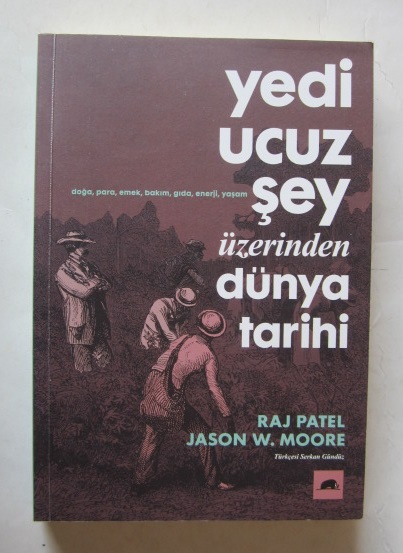 yedi
ucuz
doğa, para, emek, bakım, gıda, enerji, yaşam
şey
üzerinden
dünya
tarihi
RAJ PATEL
JASON W. MOORE
Türkçesi Serkan Gündüz